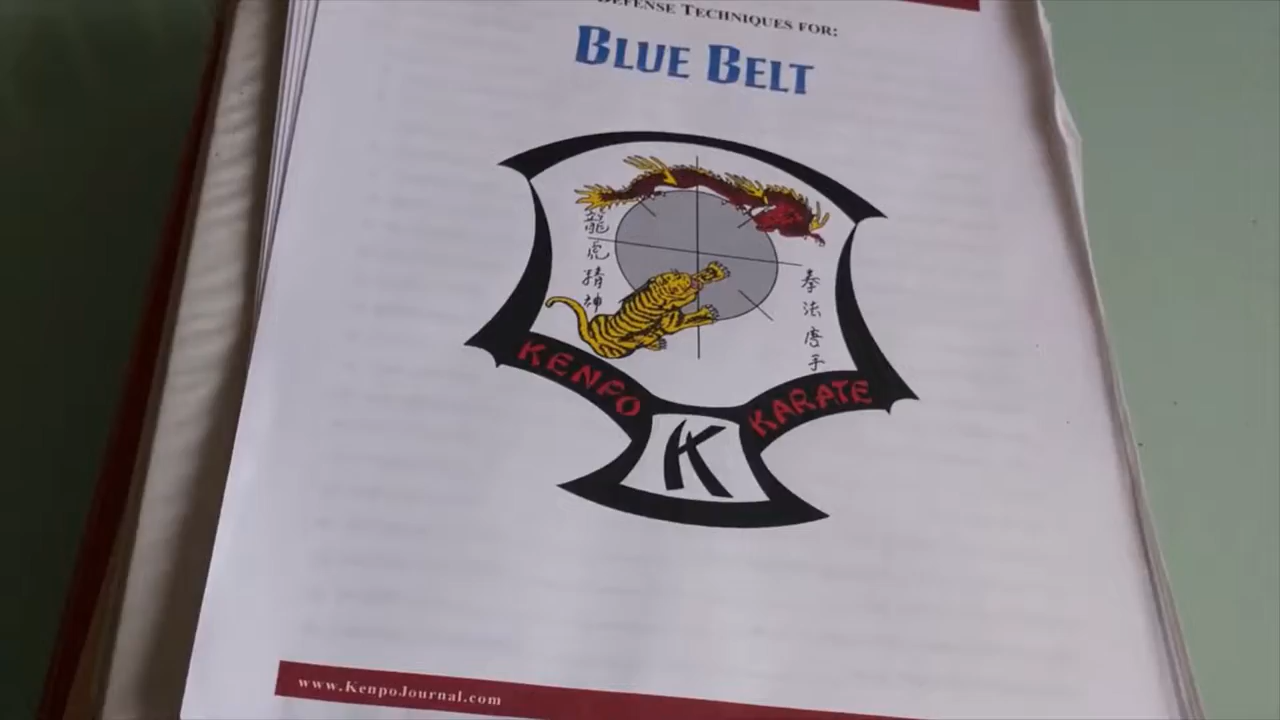 DEFENSE TECHNIQUES FOR:
BLUE BELT
龍
虎
精
神
拳
法
唐
手
KENPO KARATE
K
www.KenpoJournal.com